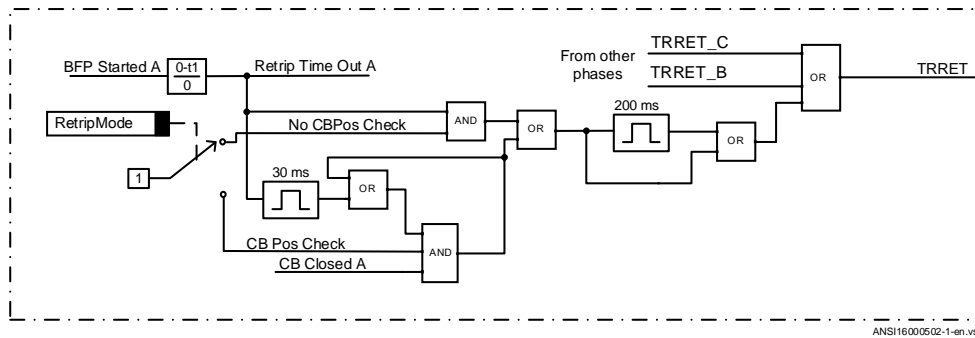 TRRET_C
From other
phases
BFP Started A
0-t1
0
Retrip Time Out A
TRRET_B
OR
TRRET
200 ms
RetripMode
No CBPos Check
AND
OR
OR
1
30 ms
OR
CB Pos Check
AND
CB Closed A
ANSI16000502-1-en.vs